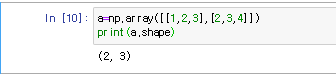 In [10]: a=np.array([[1,2,3],[2,3,4]])
print(a.shape)
(2, 3)